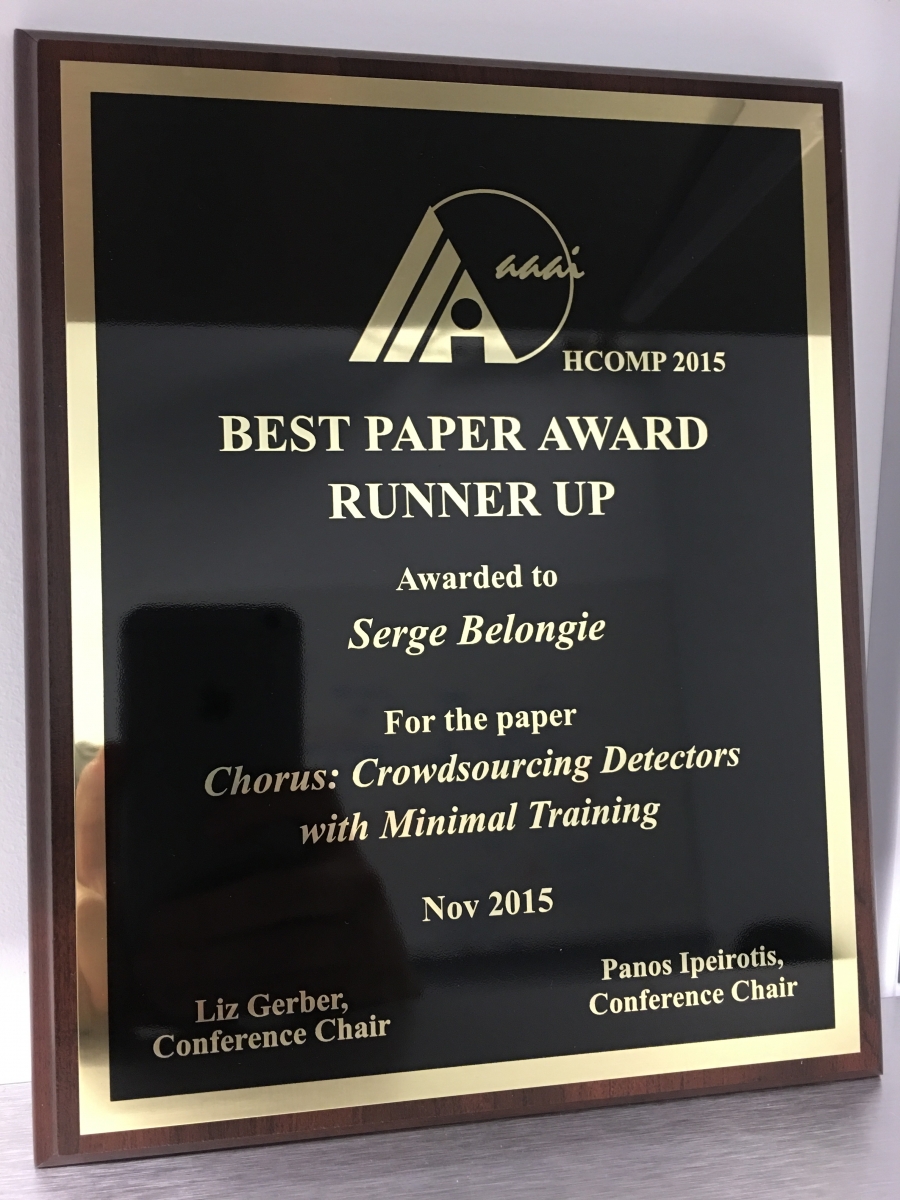 aaai
HCOMP 2015
BEST PAPER AWARD
RUNNER UP
Awarded to
Serge Belongie
For the paper
Chorus: Crowdsourcing Detectors
with Minimal Training
Nov 2015
Liz Gerber,
Conference Chair
Panos Ipeirotis,
Conference Chair